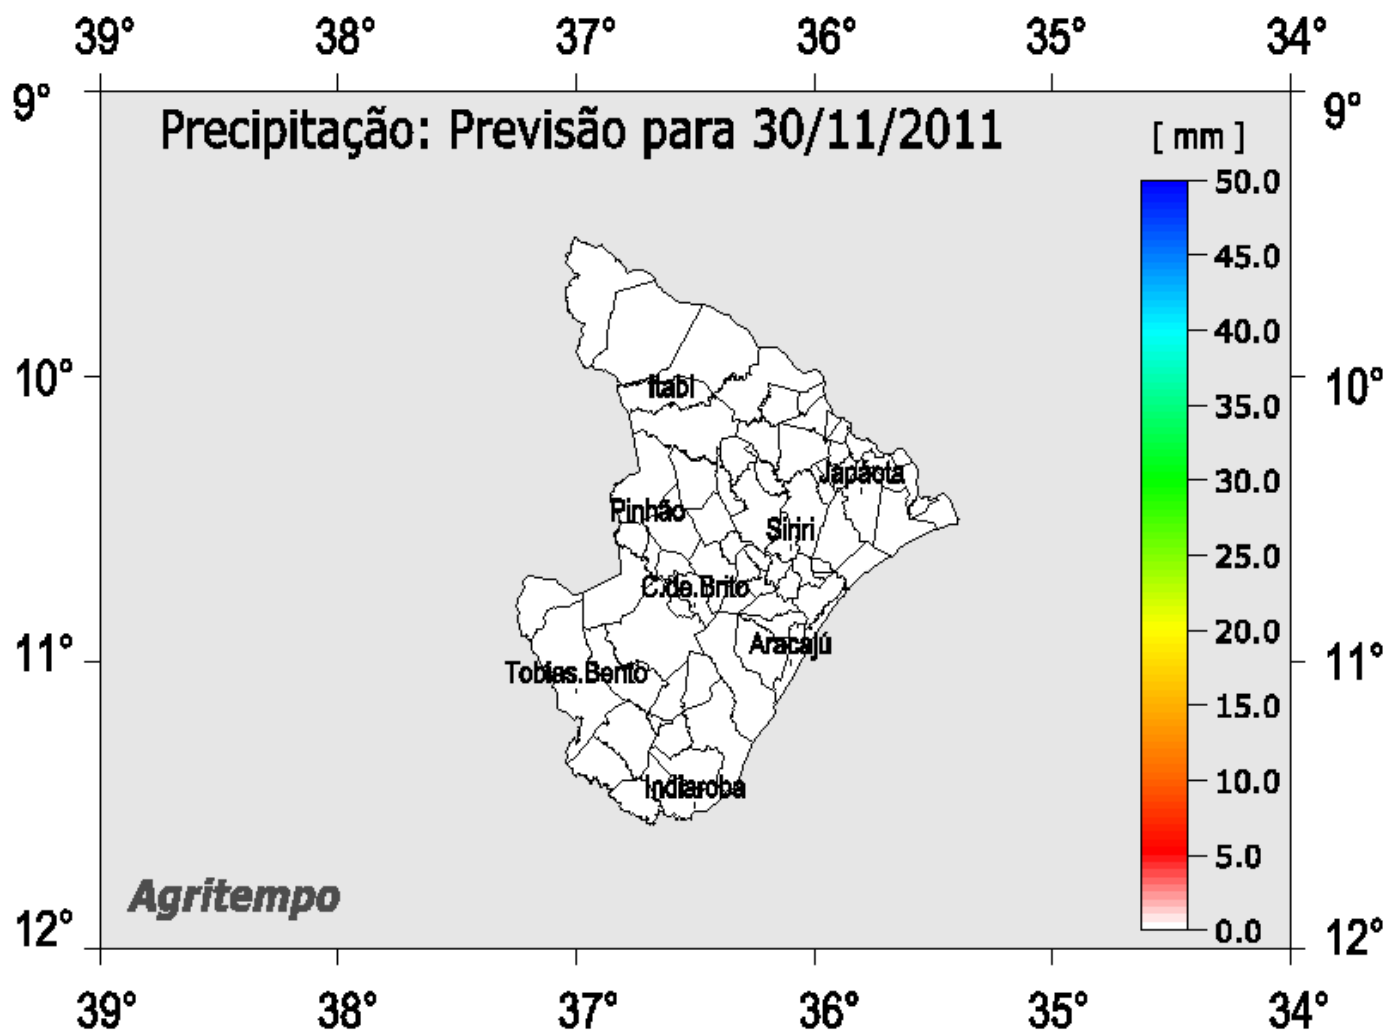 39° 38° 37° 36° 35° 34°
9° 9°
Precipitação: Previsão para 30/11/2011
[ mm ]
50.0
45.0
40.0
10° 10°
Itabi
35.0
Japáota
30.0
Pinhão
Siriri
25.0
C.de.Brito
20.0
Aracajú
11° 11°
Tobias.Bento
15.0
Indiaroba
10.0
5.0
Agritempo
0.0
12° 12°
39° 38° 37° 36° 35° 34°